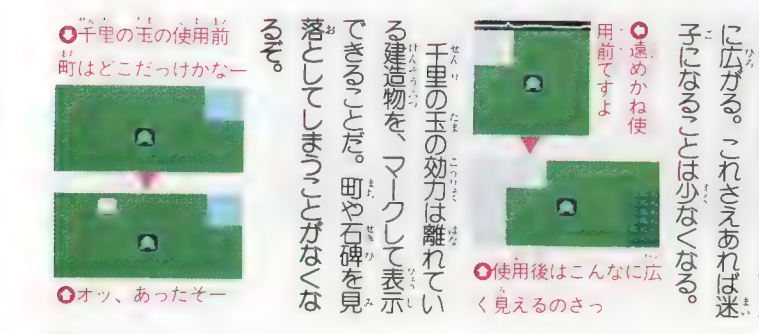 に広がる。これさえあれば迷
子になることは少なくなる。
遠めかね使
用前てすよ
使用後はこんなに広
く見えるのさっ
千里の玉の効力は離れてい
る建造物を、マークして表示
できることだ。町や石碑を見
落としてしまうことがなくな
るぞ。
千里の玉の使用前
町はどこだっけかなー
オッ、あったそー